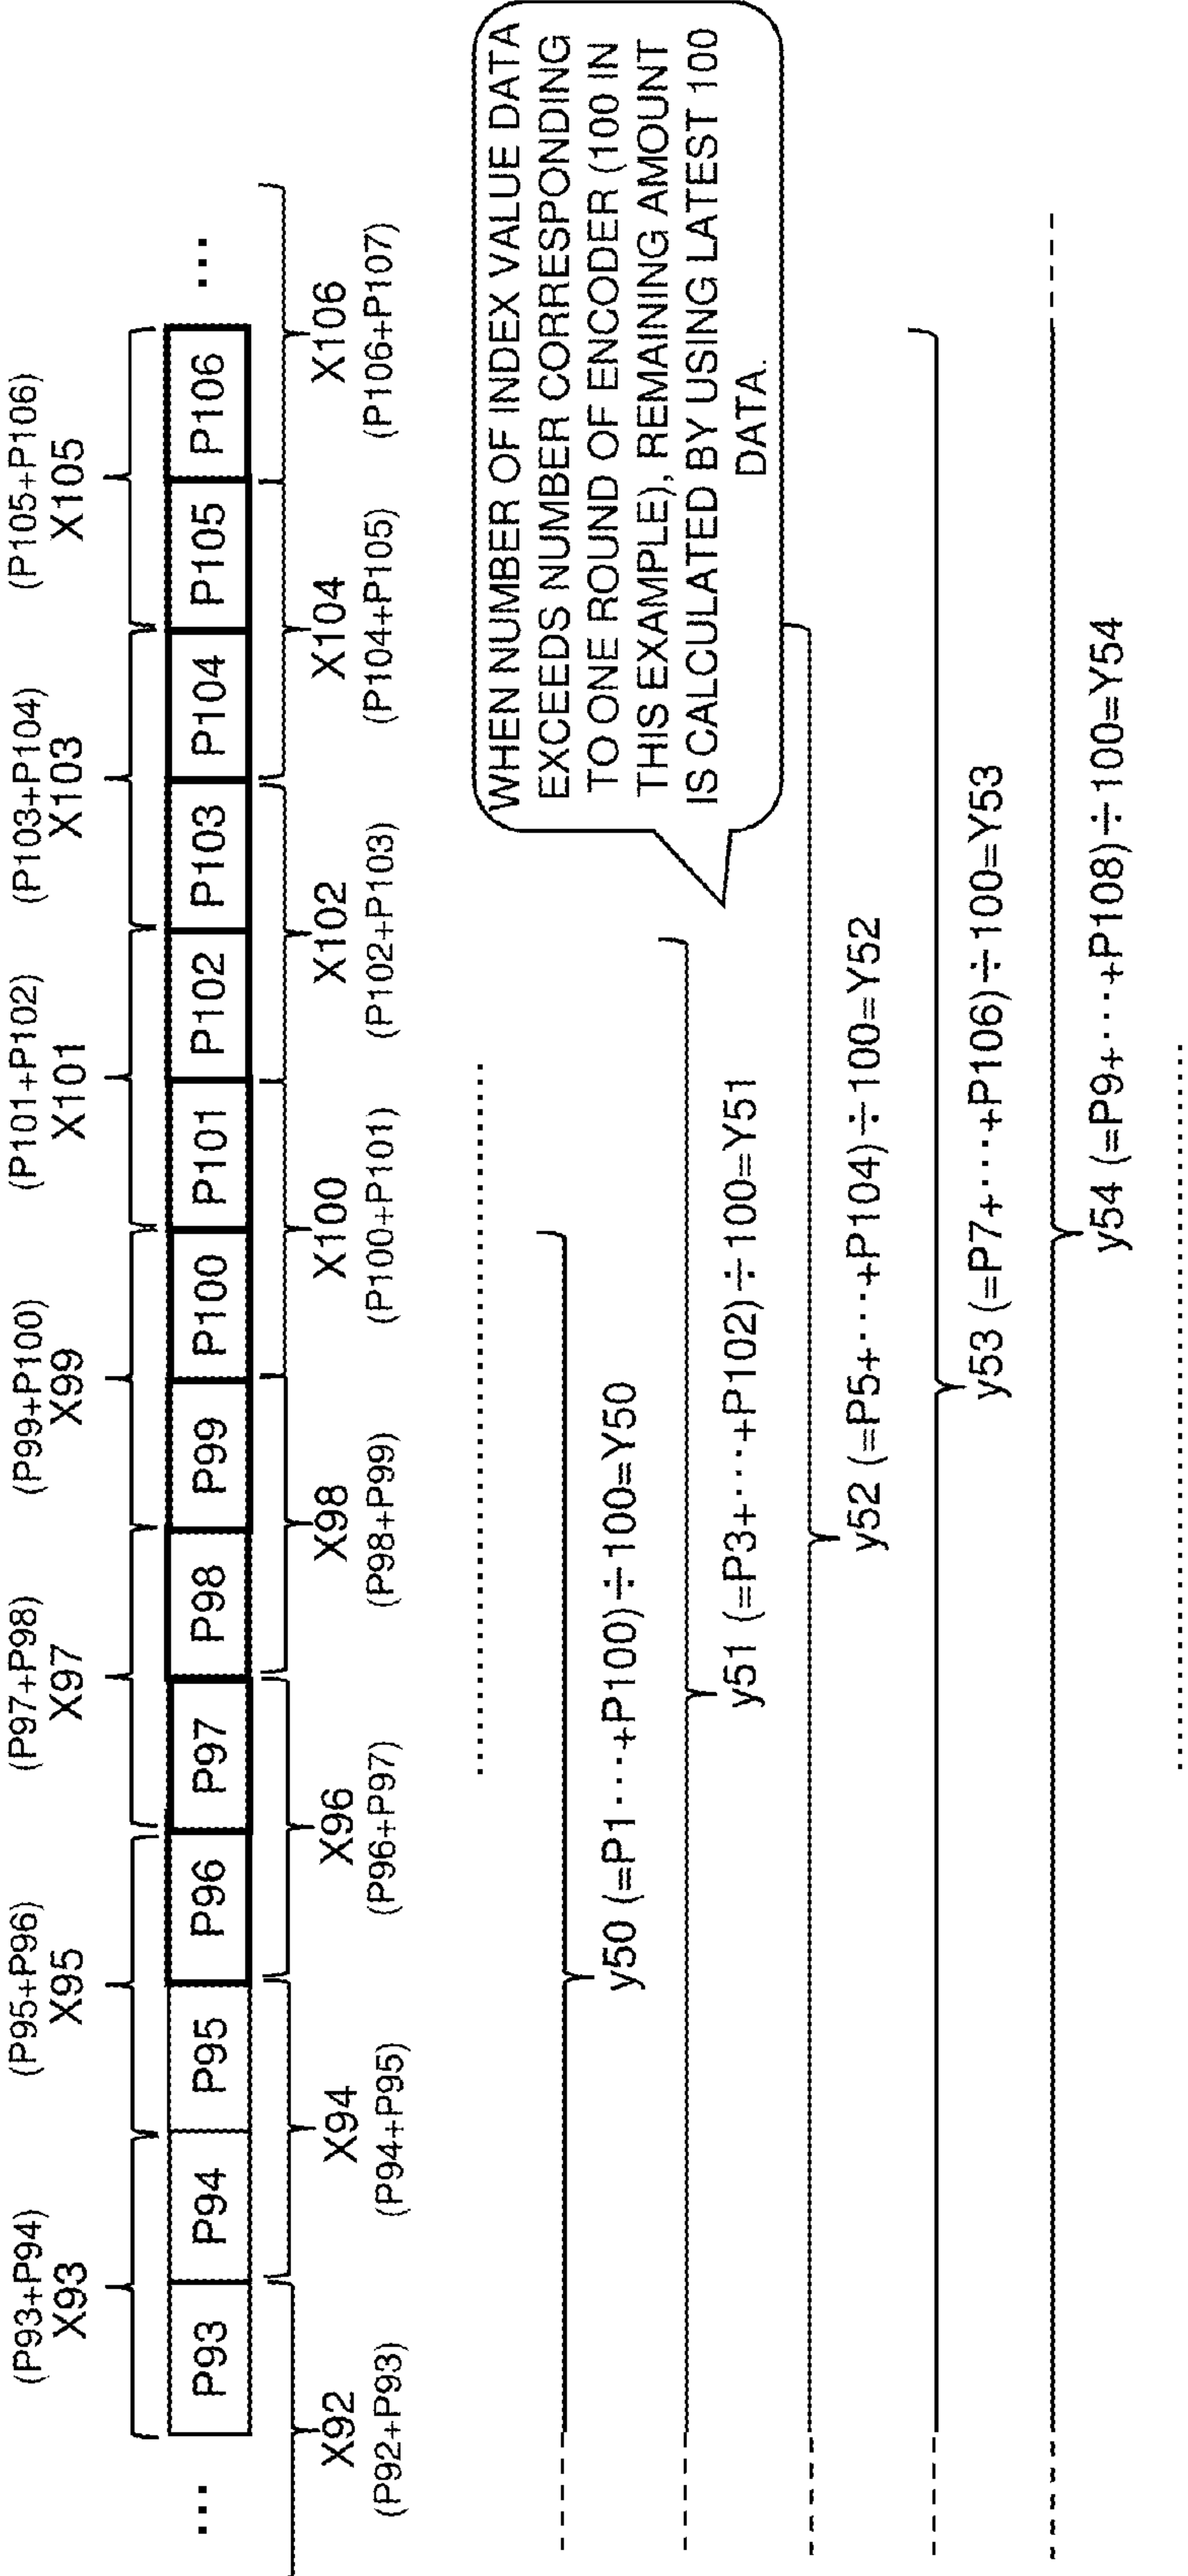 (P93+P94)
X93
(P95+P96)
X95
(P97+P98)
X97
(P99+P100)
X99
(P101+P102)
X101
(P103+P104)
X103
(P105+P106)
X105
... P93 P94 P95 P96 P97 P98 P99 P100 P101 P102 P103 P104 P105 P106 ...
X92
(P92+P93)
X94
(P94+P95)
X96
(P96+P97)
X98
(P98+P99)
X100
(P100+P101)
X102
(P102+P103)
X104
(P104+P105)
X106
(P106+P107)
WHEN NUMBER OF INDEX VALUE DATA
EXCEEDS NUMBER CORRESPONDING
TO ONE ROUND OF ENCODER (100 IN
THIS EXAMPLE), REMAINING AMOUNT
IS CALCULATED BY USING LATEST 100
DATA.
y50 (=P1···+P100)÷100=Y50
y51 (=P3+···+P102)÷100=Y51
y52 (=P5+···+P104)÷100=Y52
y53 (=P7+···+P106)÷100=Y53
y54 (=P9+···+P108)÷100=Y54